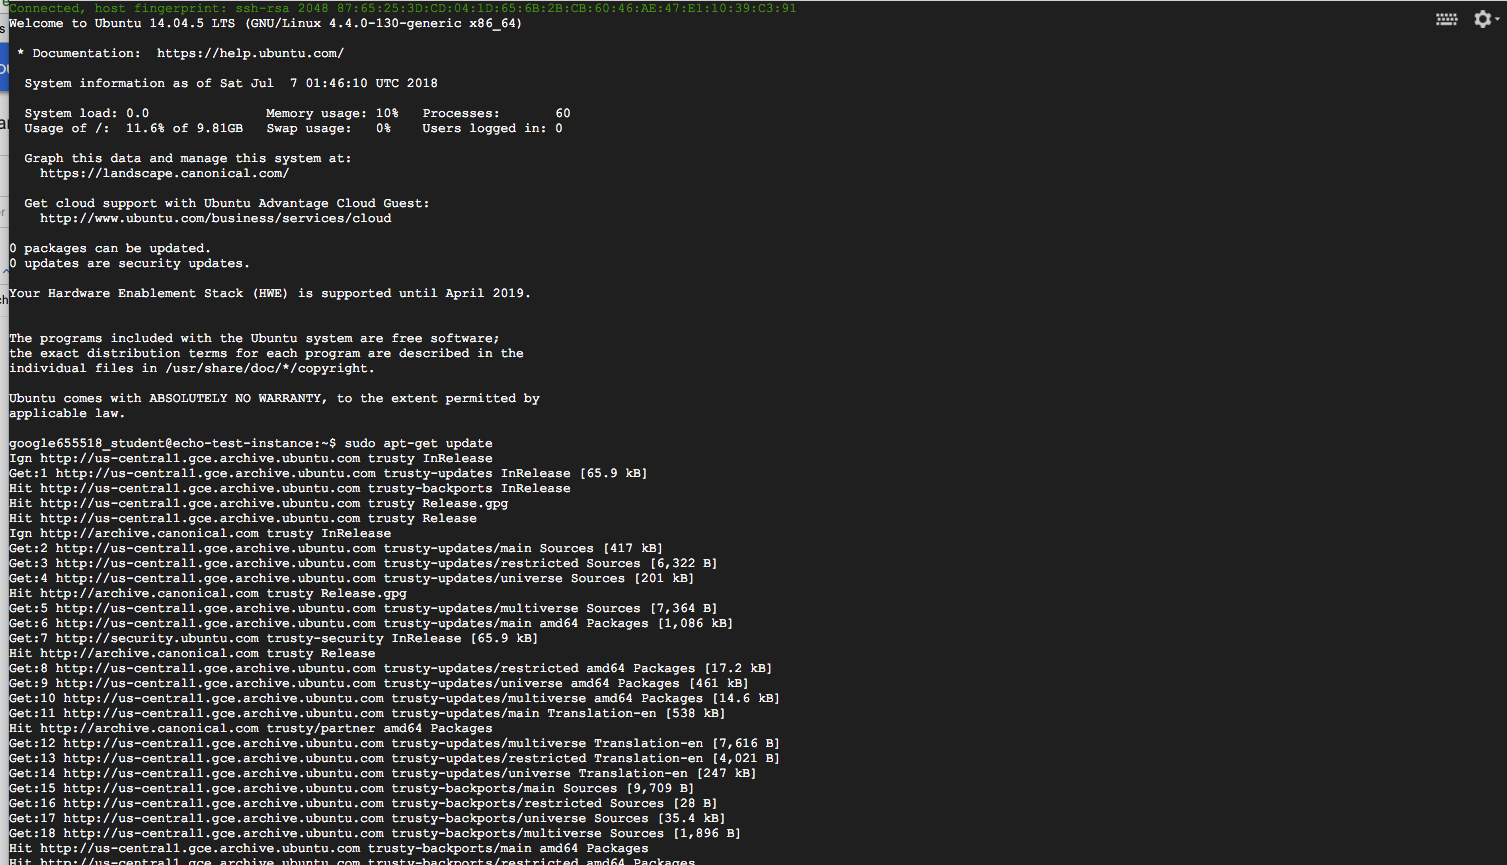 Connected, host fingerprint: ssh-rsa 2048 87:65:25:3D:CD:04:1D:65:6B:2B:CB:60:46:AE:47:E1:10:39:C3:91
Welcome to Ubuntu 14.04.5 LTS (GNU/Linux 4.4.0-130-generic x86_64)
* Documentation:  https://help.ubuntu.com/
System information as of Sat Jul  7 01:46:10 UTC 2018
System load: 0.0               Memory usage: 10%   Processes:       60
Usage of /:  11.6% of 9.81GB   Swap usage:   0%    Users logged in: 0
Graph this data and manage this system at:
https://landscape.canonical.com/
Get cloud support with Ubuntu Advantage Cloud Guest:
http://www.ubuntu.com/business/services/cloud
0 packages can be updated.
0 updates are security updates.
Your Hardware Enablement Stack (HWE) is supported until April 2019.
The programs included with the Ubuntu system are free software;
the exact distribution terms for each program are described in the
individual files in /usr/share/doc/*/copyright.
Ubuntu comes with ABSOLUTELY NO WARRANTY, to the extent permitted by
applicable law.
google655518_student@echo-test-instance:~$ sudo apt-get update
Ign http://us-central1.gce.archive.ubuntu.com trusty InRelease
Get:1 http://us-central1.gce.archive.ubuntu.com trusty-updates InRelease [65.9 kB]
Hit http://us-central1.gce.archive.ubuntu.com trusty-backports InRelease
Hit http://us-central1.gce.archive.ubuntu.com trusty Release.gpg
Hit http://us-central1.gce.archive.ubuntu.com trusty Release
Ign http://archive.canonical.com trusty InRelease
Get:2 http://us-central1.gce.archive.ubuntu.com trusty-updates/main Sources [417 kB]
Get:3 http://us-central1.gce.archive.ubuntu.com trusty-updates/restricted Sources [6,322 B]
Get:4 http://us-central1.gce.archive.ubuntu.com trusty-updates/universe Sources [201 kB]
Hit http://archive.canonical.com trusty Release.gpg
Get:5 http://us-central1.gce.archive.ubuntu.com trusty-updates/multiverse Sources [7,364 B]
Get:6 http://us-central1.gce.archive.ubuntu.com trusty-updates/main amd64 Packages [1,086 kB]
Get:7 http://security.ubuntu.com trusty-security InRelease [65.9 kB]
Hit http://archive.canonical.com trusty Release
Get:8 http://us-central1.gce.archive.ubuntu.com trusty-updates/restricted amd64 Packages [17.2 kB]
Get:9 http://us-central1.gce.archive.ubuntu.com trusty-updates/universe amd64 Packages [461 kB]
Get:10 http://us-central1.gce.archive.ubuntu.com trusty-updates/multiverse amd64 Packages [14.6 kB]
Get:11 http://us-central1.gce.archive.ubuntu.com trusty-updates/main Translation-en [538 kB]
Hit http://archive.canonical.com trusty/partner amd64 Packages
Get:12 http://us-central1.gce.archive.ubuntu.com trusty-updates/multiverse Translation-en [7,616 B]
Get:13 http://us-central1.gce.archive.ubuntu.com trusty-updates/restricted Translation-en [4,021 B]
Get:14 http://us-central1.gce.archive.ubuntu.com trusty-updates/universe Translation-en [247 kB]
Get:15 http://us-central1.gce.archive.ubuntu.com trusty-backports/main Sources [9,709 B]
Get:16 http://us-central1.gce.archive.ubuntu.com trusty-backports/restricted Sources [28 B]
Get:17 http://us-central1.gce.archive.ubuntu.com trusty-backports/universe Sources [35.4 kB]
Get:18 http://us-central1.gce.archive.ubuntu.com trusty-backports/multiverse Sources [1,896 B]
Hit http://us-central1.gce.archive.ubuntu.com trusty-backports/main amd64 Packages
Hit http://us-central1.gce.archive.ubuntu.com trusty-backports/restricted amd64 Packages